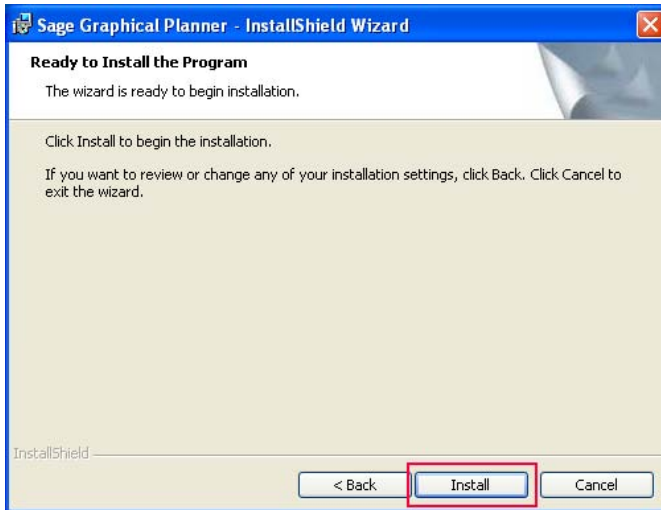 Sage Graphical Planner - InstallShield Wizard
Ready to Install the Program
The wizard is ready to begin installation.
Click Install to begin the installation.
If you want to review or change any of your installation settings, click Back. Click Cancel to
exit the wizard.
InstallShield
< Back Install Cancel